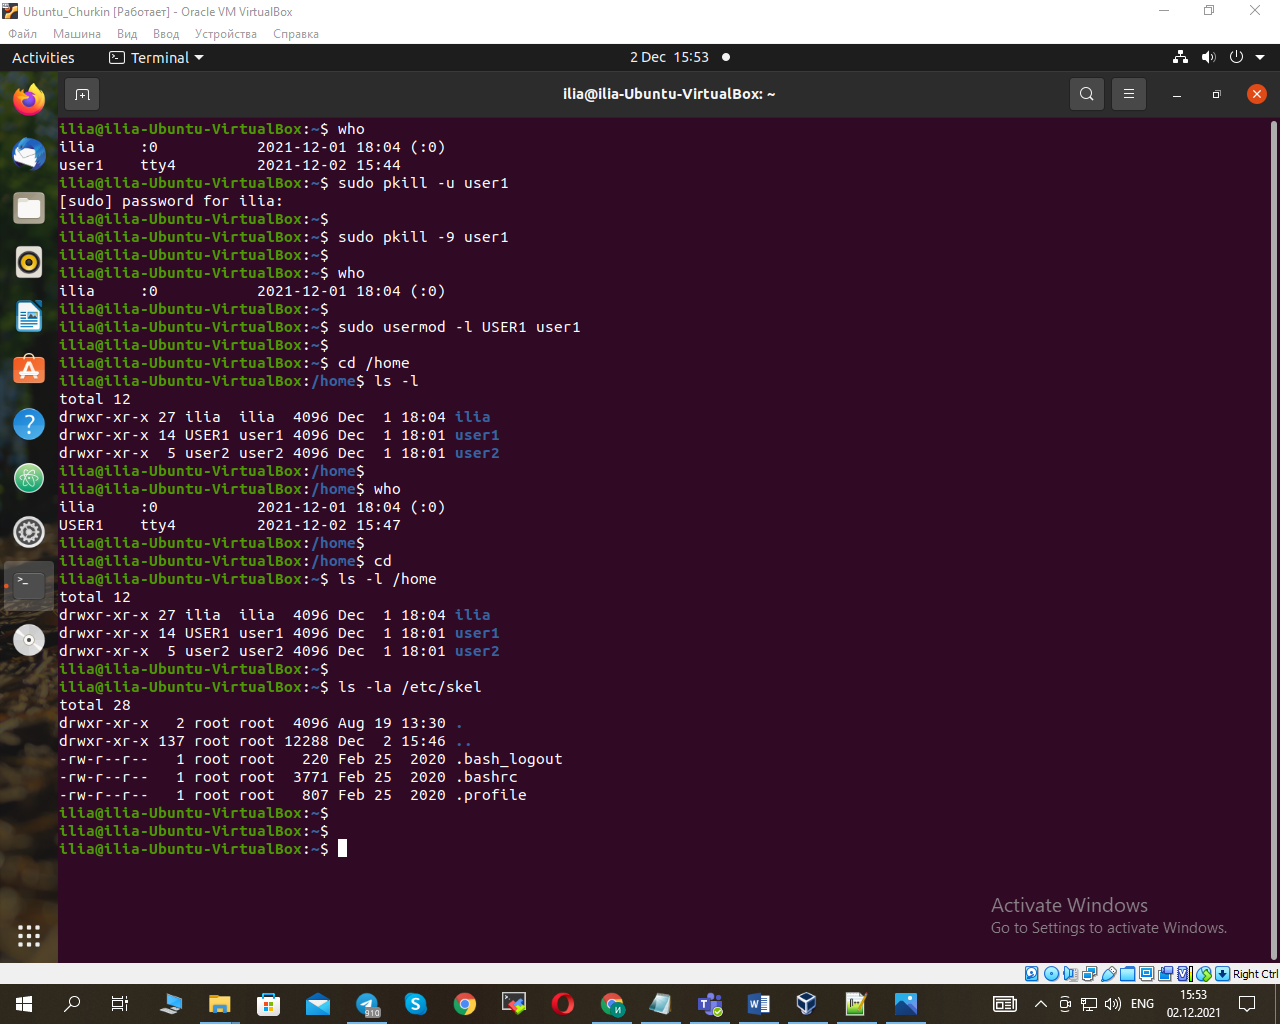 Ubuntu_Churkin [Работает] - Oracle VM VirtualBox
Файл Машина Вид Ввод Устройства Справка
Activities Terminal 2 Dec 15:53
ilia@ilia-Ubuntu-VirtualBox: ~
ilia@ilia-Ubuntu-VirtualBox:~$ who
ilia     :0           2021-12-01 18:04 (:0)
user1    tty4         2021-12-02 15:44
ilia@ilia-Ubuntu-VirtualBox:~$ sudo pkill -u user1
[sudo] password for ilia:
ilia@ilia-Ubuntu-VirtualBox:~$
ilia@ilia-Ubuntu-VirtualBox:~$ sudo pkill -9 user1
ilia@ilia-Ubuntu-VirtualBox:~$
ilia@ilia-Ubuntu-VirtualBox:~$ who
ilia     :0           2021-12-01 18:04 (:0)
ilia@ilia-Ubuntu-VirtualBox:~$
ilia@ilia-Ubuntu-VirtualBox:~$ sudo usermod -l USER1 user1
ilia@ilia-Ubuntu-VirtualBox:~$
ilia@ilia-Ubuntu-VirtualBox:~$ cd /home
ilia@ilia-Ubuntu-VirtualBox:/home$ ls -l
total 12
drwxr-xr-x 27 ilia  ilia  4096 Dec  1 18:04 ilia
drwxr-xr-x 14 USER1 user1 4096 Dec  1 18:01 user1
drwxr-xr-x  5 user2 user2 4096 Dec  1 18:01 user2
ilia@ilia-Ubuntu-VirtualBox:/home$
ilia@ilia-Ubuntu-VirtualBox:/home$ who
ilia     :0           2021-12-01 18:04 (:0)
USER1    tty4         2021-12-02 15:47
ilia@ilia-Ubuntu-VirtualBox:/home$
ilia@ilia-Ubuntu-VirtualBox:/home$ cd
ilia@ilia-Ubuntu-VirtualBox:~$ ls -l /home
total 12
drwxr-xr-x 27 ilia  ilia  4096 Dec  1 18:04 ilia
drwxr-xr-x 14 USER1 user1 4096 Dec  1 18:01 user1
drwxr-xr-x  5 user2 user2 4096 Dec  1 18:01 user2
ilia@ilia-Ubuntu-VirtualBox:~$
ilia@ilia-Ubuntu-VirtualBox:~$ ls -la /etc/skel
total 28
drwxr-xr-x   2 root root  4096 Aug 19 13:30 .
drwxr-xr-x 137 root root 12288 Dec  2 15:46 ..
-rw-r--r--   1 root root   220 Feb 25  2020 .bash_logout
-rw-r--r--   1 root root  3771 Feb 25  2020 .bashrc
-rw-r--r--   1 root root   807 Feb 25  2020 .profile
ilia@ilia-Ubuntu-VirtualBox:~$
ilia@ilia-Ubuntu-VirtualBox:~$
ilia@ilia-Ubuntu-VirtualBox:~$
Activate Windows
Go to Settings to activate Windows.
Right Ctrl
910
ENG
15:53
02.12.2021